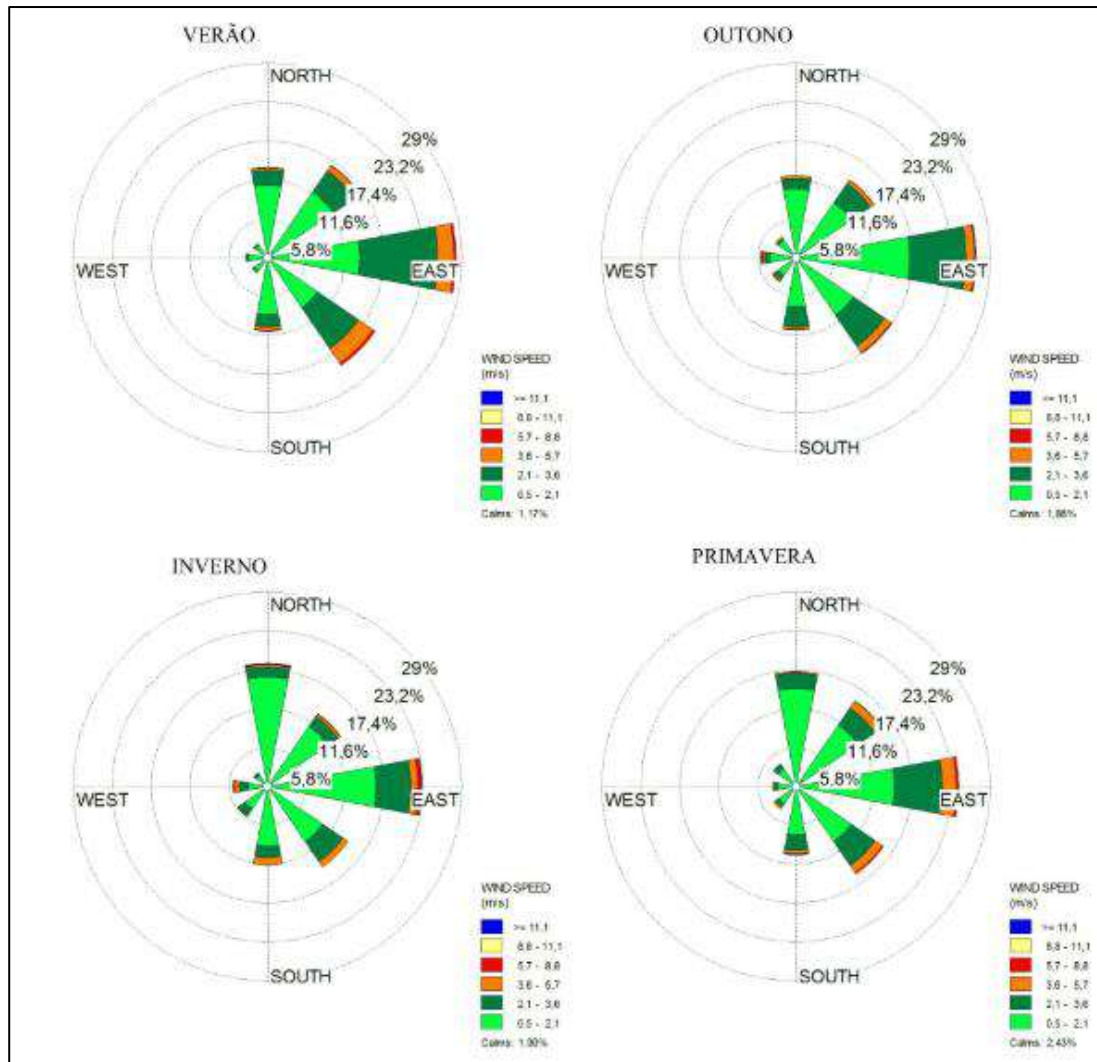 VERÃO
NORTH
29%
23,2%
17,4%
11,6%
5,8%
WEST
EAST
SOUTH
WIND SPEED
(m/s)
>= 11,1
8,8 - 11,1
5,7 - 8,8
3,6 - 5,7
2,1 - 3,6
0,5 - 2,1
Calms: 1,17%
OUTONO
NORTH
29%
23,2%
17,4%
11,6%
5,8%
WEST
EAST
SOUTH
WIND SPEED
(m/s)
>= 11,1
8,8 - 11,1
5,7 - 8,8
3,6 - 5,7
2,1 - 3,6
0,5 - 2,1
Calms:
INVERNO
NORTH
29%
23,2%
17,4%
11,6%
5,8%
WEST
EAST
SOUTH
WIND SPEED
(m/s)
>= 11,1
8,8 - 11,1
5,7 - 8,8
3,6 - 5,7
2,1 - 3,6
0,5 - 2,1
Calms:
PRIMAVERA
NORTH
29%
23,2%
17,4%
11,6%
5,8%
WEST
EAST
SOUTH
WIND SPEED
(m/s)
>= 11,1
8,8 - 11,1
5,7 - 8,8
3,6 - 5,7
2,1 - 3,6
0,5 - 2,1
Calms: 2,43%